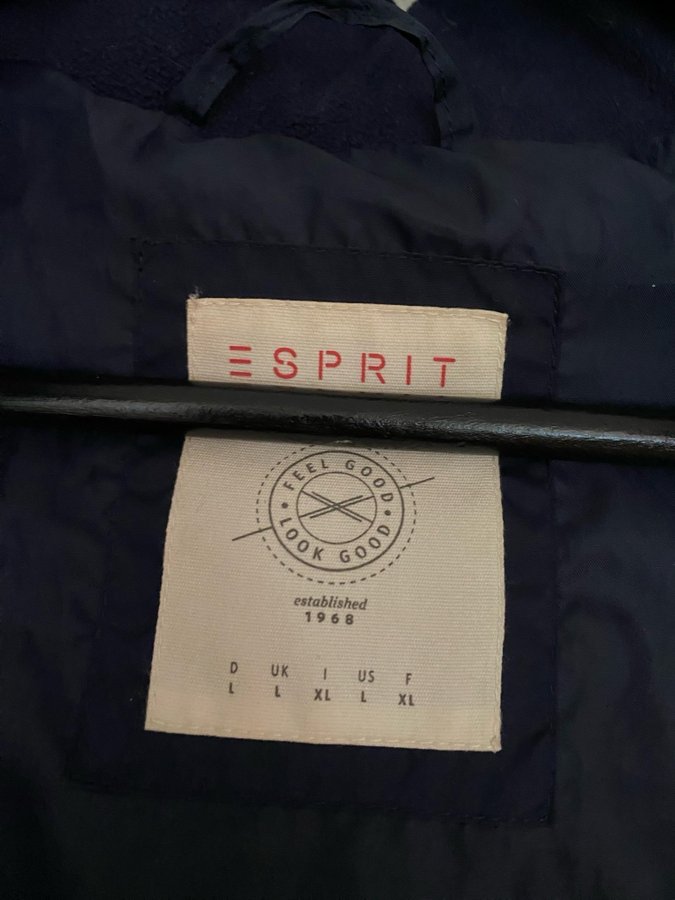 ESPRIT
• FEEL GOOD •
LOOK GOOD
established
1968
D UK I US F
L L XL L XL